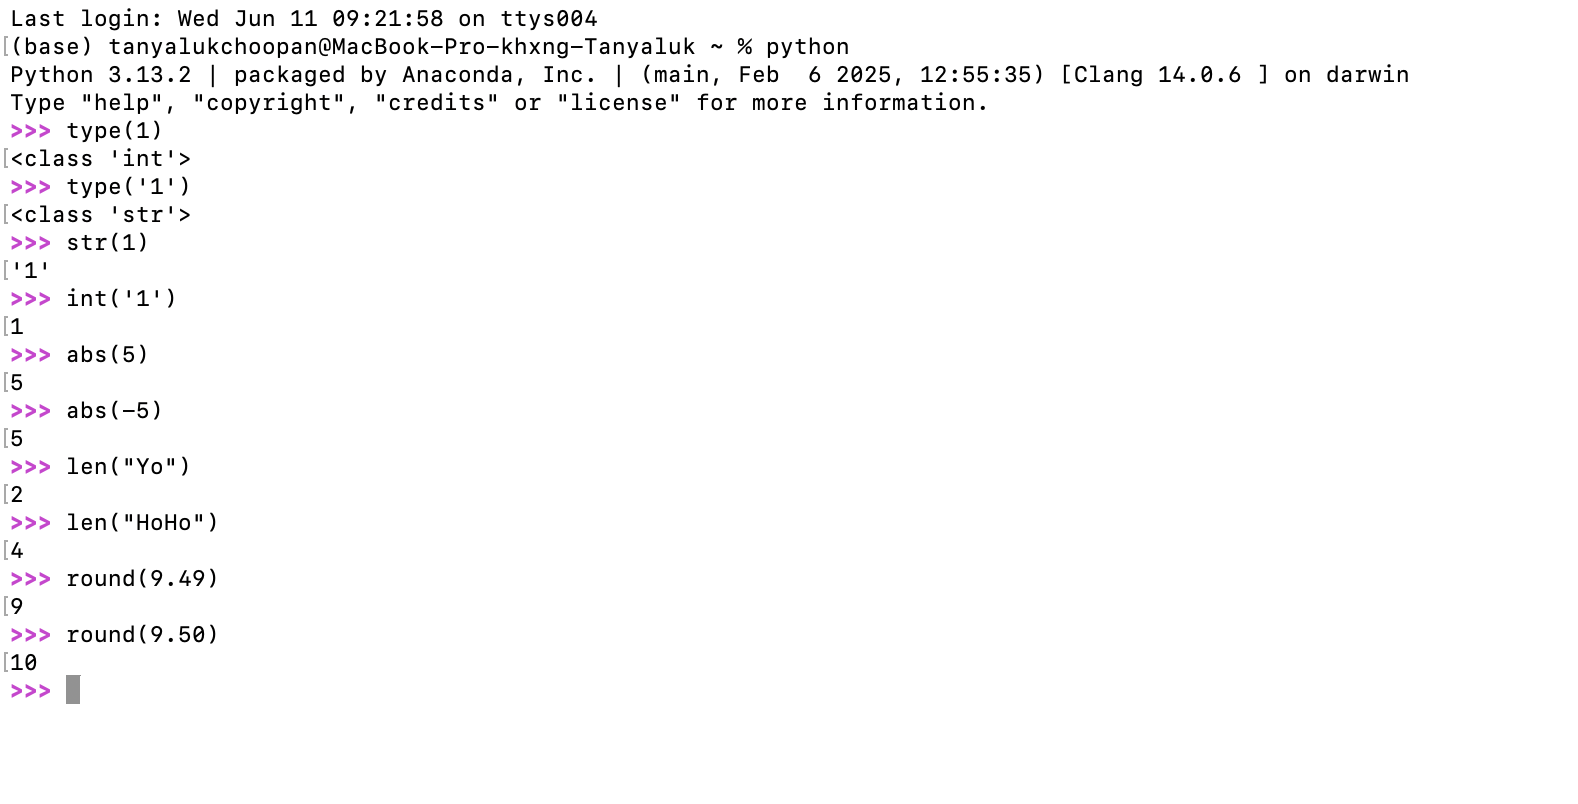 Last login: Wed Jun 11 09:21:58 on ttys004
[(base) tanyalukchoopan@MacBook-Pro-khxng-Tanyaluk ~ % python
Python 3.13.2 | packaged by Anaconda, Inc. | (main, Feb  6 2025, 12:55:35) [Clang 14.0.6 ] on darwin
Type "help", "copyright", "credits" or "license" for more information.
>>> type(1)
[<class 'int'>
>>> type('1')
[<class 'str'>
>>> str(1)
['1'
>>> int('1')
[1
>>> abs(5)
[5
>>> abs(-5)
[5
>>> len("Yo")
[2
>>> len("HoHo")
[4
>>> round(9.49)
[9
>>> round(9.50)
[10
>>>